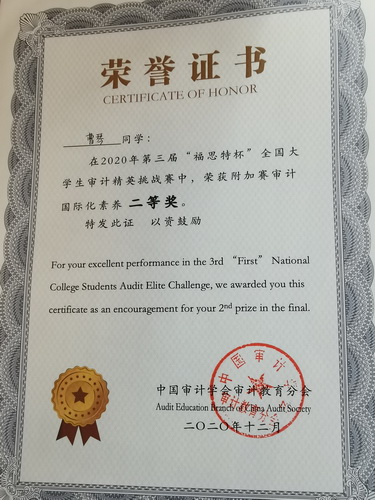 荣誉证书
CERTIFICATE OF HONOR
曹琴 同学：
在2020年第三届“福思特杯”全国大
学生审计精英挑战赛中，荣获附加赛审计
国际化素养 二等奖。
特发此证 以资鼓励
For your excellent performance in the 3rd “First” National
College Students Audit Elite Challenge, we awarded you this
certificate as an encouragement for your 2nd prize in the final.
中国审计学会审计教育分会
Audit Education Branch of China Audit Society
二〇二〇年十二月